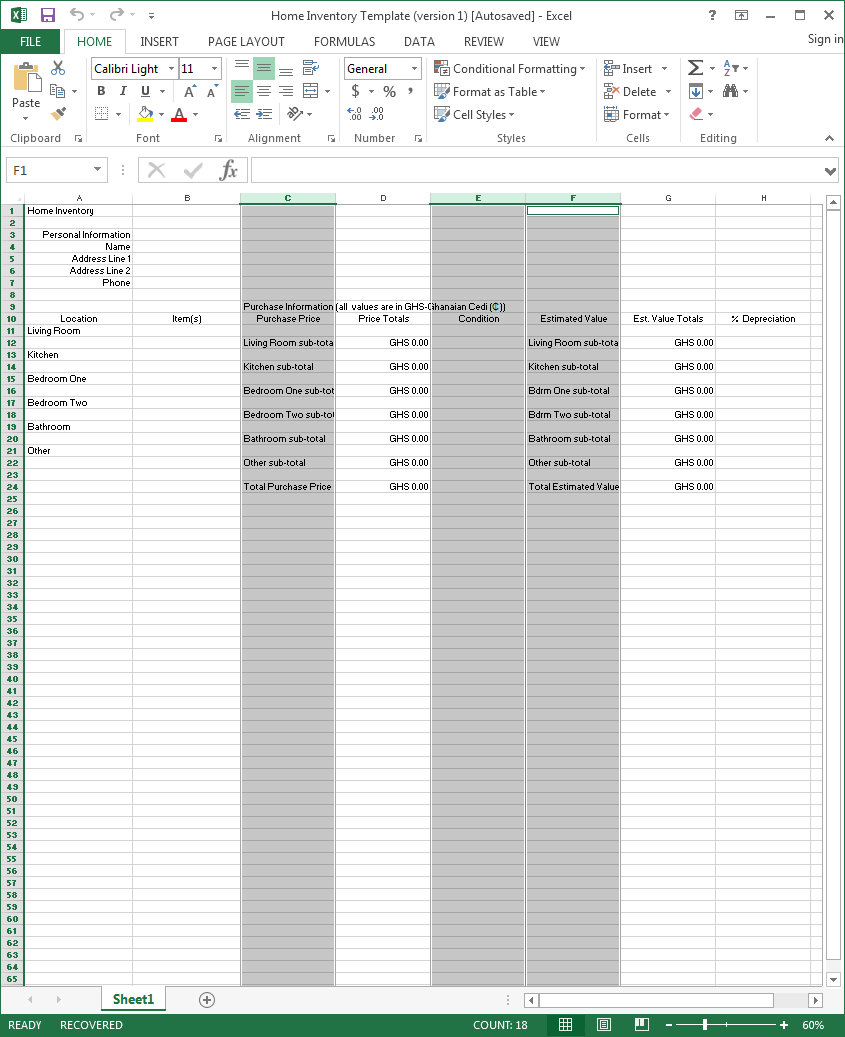 Home Inventory Template (version 1) [Autosaved] - Excel
FILE HOME INSERT PAGE LAYOUT FORMULAS DATA REVIEW VIEW Sign in
Calibri Light 11 General Conditional Formatting Insert
Paste B I U A A $ % , Format as Table Delete
A Cell Styles Format
Clipboard Font Alignment Number Styles Cells Editing
F1 fx
A B C D E F G H
1 Home Inventory
2
3 Personal Information
4 Name
5 Address Line 1
6 Address Line 2
7 Phone
8
9 Purchase Information (all values are in GHS-Ghanaian Cedi (₵))
10 Location Item(s) Purchase Price Price Totals Condition Estimated Value Est. Value Totals % Depreciation
11 Living Room
12 Living Room sub-tota GHS 0.00 Living Room sub-tota GHS 0.00
13 Kitchen
14 Kitchen sub-total GHS 0.00 Kitchen sub-total GHS 0.00
15 Bedroom One
16 Bedroom One sub-tot GHS 0.00 Bdrm One sub-total GHS 0.00
17 Bedroom Two
18 Bedroom Two sub-to GHS 0.00 Bdrm Two sub-total GHS 0.00
19 Bathroom
20 Bathroom sub-total GHS 0.00 Bathroom sub-total GHS 0.00
21 Other
22 Other sub-total GHS 0.00 Other sub-total GHS 0.00
23
24 Total Purchase Price GHS 0.00 Total Estimated Value GHS 0.00
25
26
27
28
29
30
31
32
33
34
35
36
37
38
39
40
41
42
43
44
45
46
47
48
49
50
51
52
53
54
55
56
57
58
59
60
61
62
63
64
65
Sheet1
READY RECOVERED COUNT: 18 60%